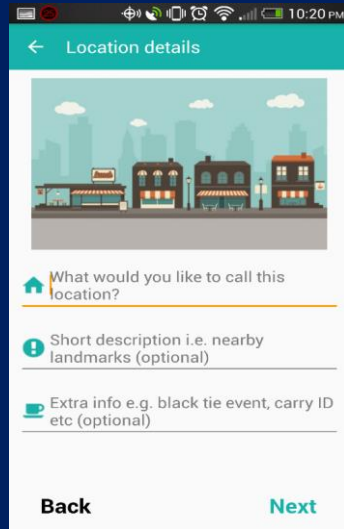 10:20 PM
Location details
What would you like to call this
location?
Short description i.e. nearby
landmarks (optional)
Extra info e.g. black tie event, carry ID
etc (optional)
Back
Next